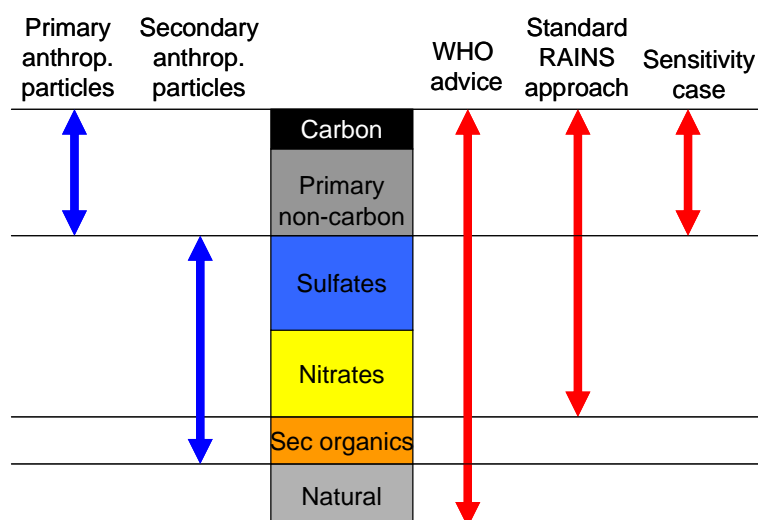 Primary
anthrop.
particles
Secondary
anthrop.
particles
WHO
advice
Standard
RAINS
approach
Sensitivity
case
Carbon
Primary
non-carbon
Sulfates
Nitrates
Sec organics
Natural